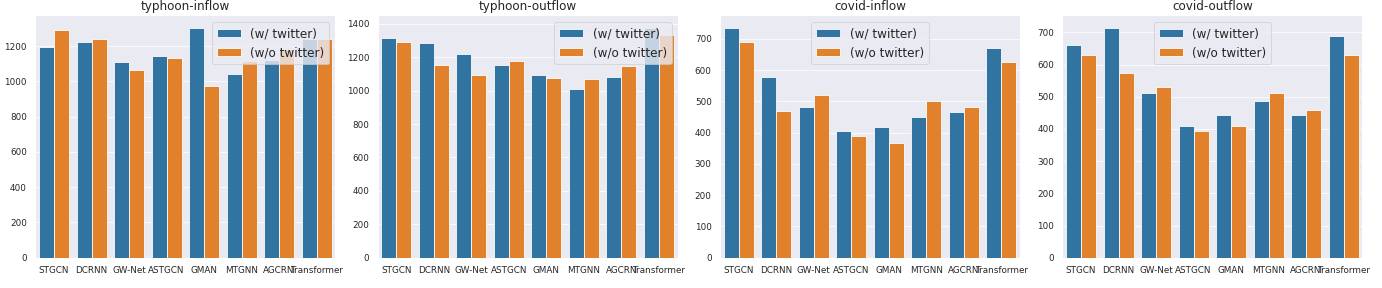 typhoon-inflow
(w/ twitter)
(w/o twitter)
1200
1000
800
600
400
200
0
STGCN DCRNN GW-Net ASTGCN GMAN MTGNN AGCRN Transformer
typhoon-outflow
(w/ twitter)
(w/o twitter)
1400
1200
1000
800
600
400
200
0
STGCN DCRNN GW-Net ASTGCN GMAN MTGNN AGCRN Transformer
covid-inflow
(w/ twitter)
(w/o twitter)
700
600
500
400
300
200
100
0
STGCN DCRNN GW-Net ASTGCN GMAN MTGNN AGCRN Transformer
covid-outflow
(w/ twitter)
(w/o twitter)
700
600
500
400
300
200
100
0
STGCN DCRNN GW-Net ASTGCN GMAN MTGNN AGCRN Transformer